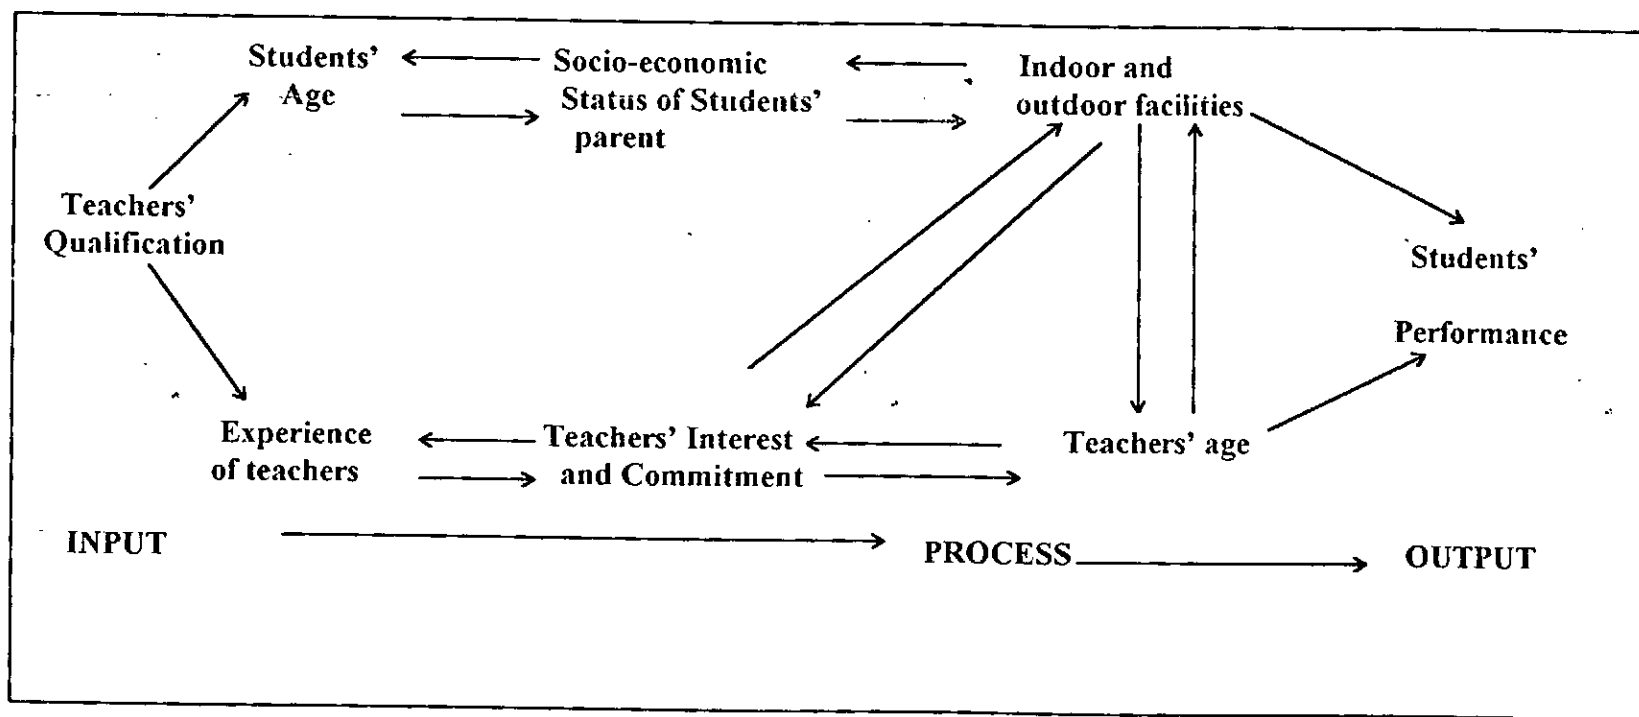 Students'
Age
Socio-economic
Status of Students'
parent
Indoor and
outdoor facilities
Teachers'
Qualification
Students'
Performance
Experience
of teachers
Teachers' Interest
and Commitment
Teachers' age
INPUT
PROCESS
OUTPUT